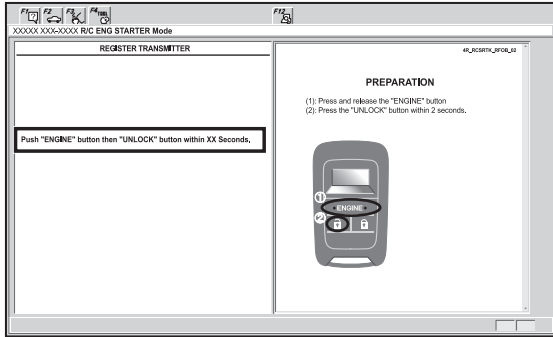 F1 F2 F3 F4 F12
XXXXX XXX-XXXX R/C ENG STARTER Mode
REGISTER TRANSMITTER
Push "ENGINE" button then "UNLOCK" button within XX Seconds,
4R_RCSRTK_RFOB_02
PREPARATION
(1): Press and release the "ENGINE" button
(2): Press the "UNLOCK" button within 2 seconds.
1
• ENGINE •
2